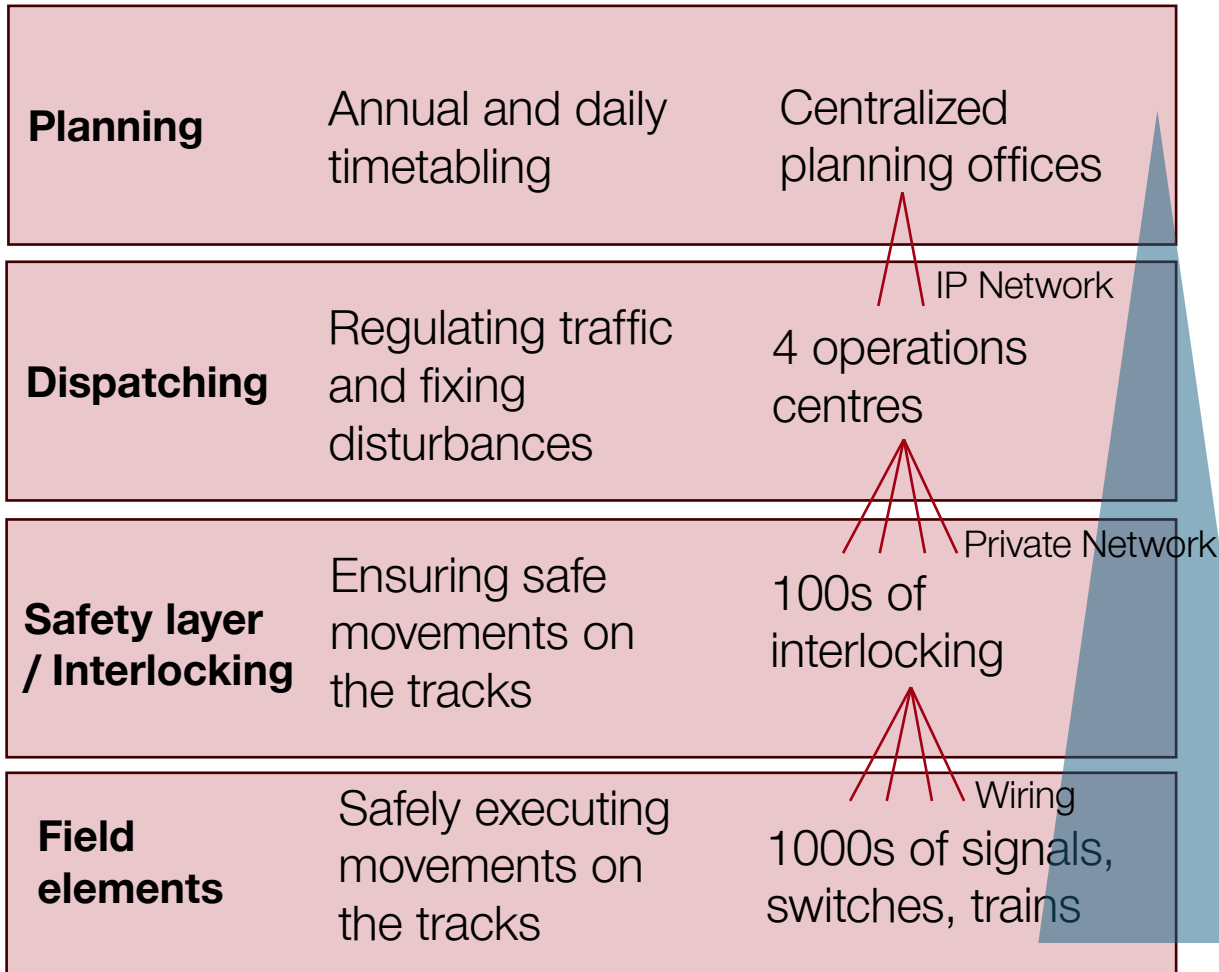 Planning
Annual and daily
timetabling
Centralized
planning offices
IP Network
Dispatching
Regulating traffic
and fixing
disturbances
4 operations
centres
Private Network
Safety layer
/ Interlocking
Ensuring safe
movements on
the tracks
100s of
interlocking
Wiring
Field
elements
Safely executing
movements on
the tracks
1000s of signals,
switches, trains